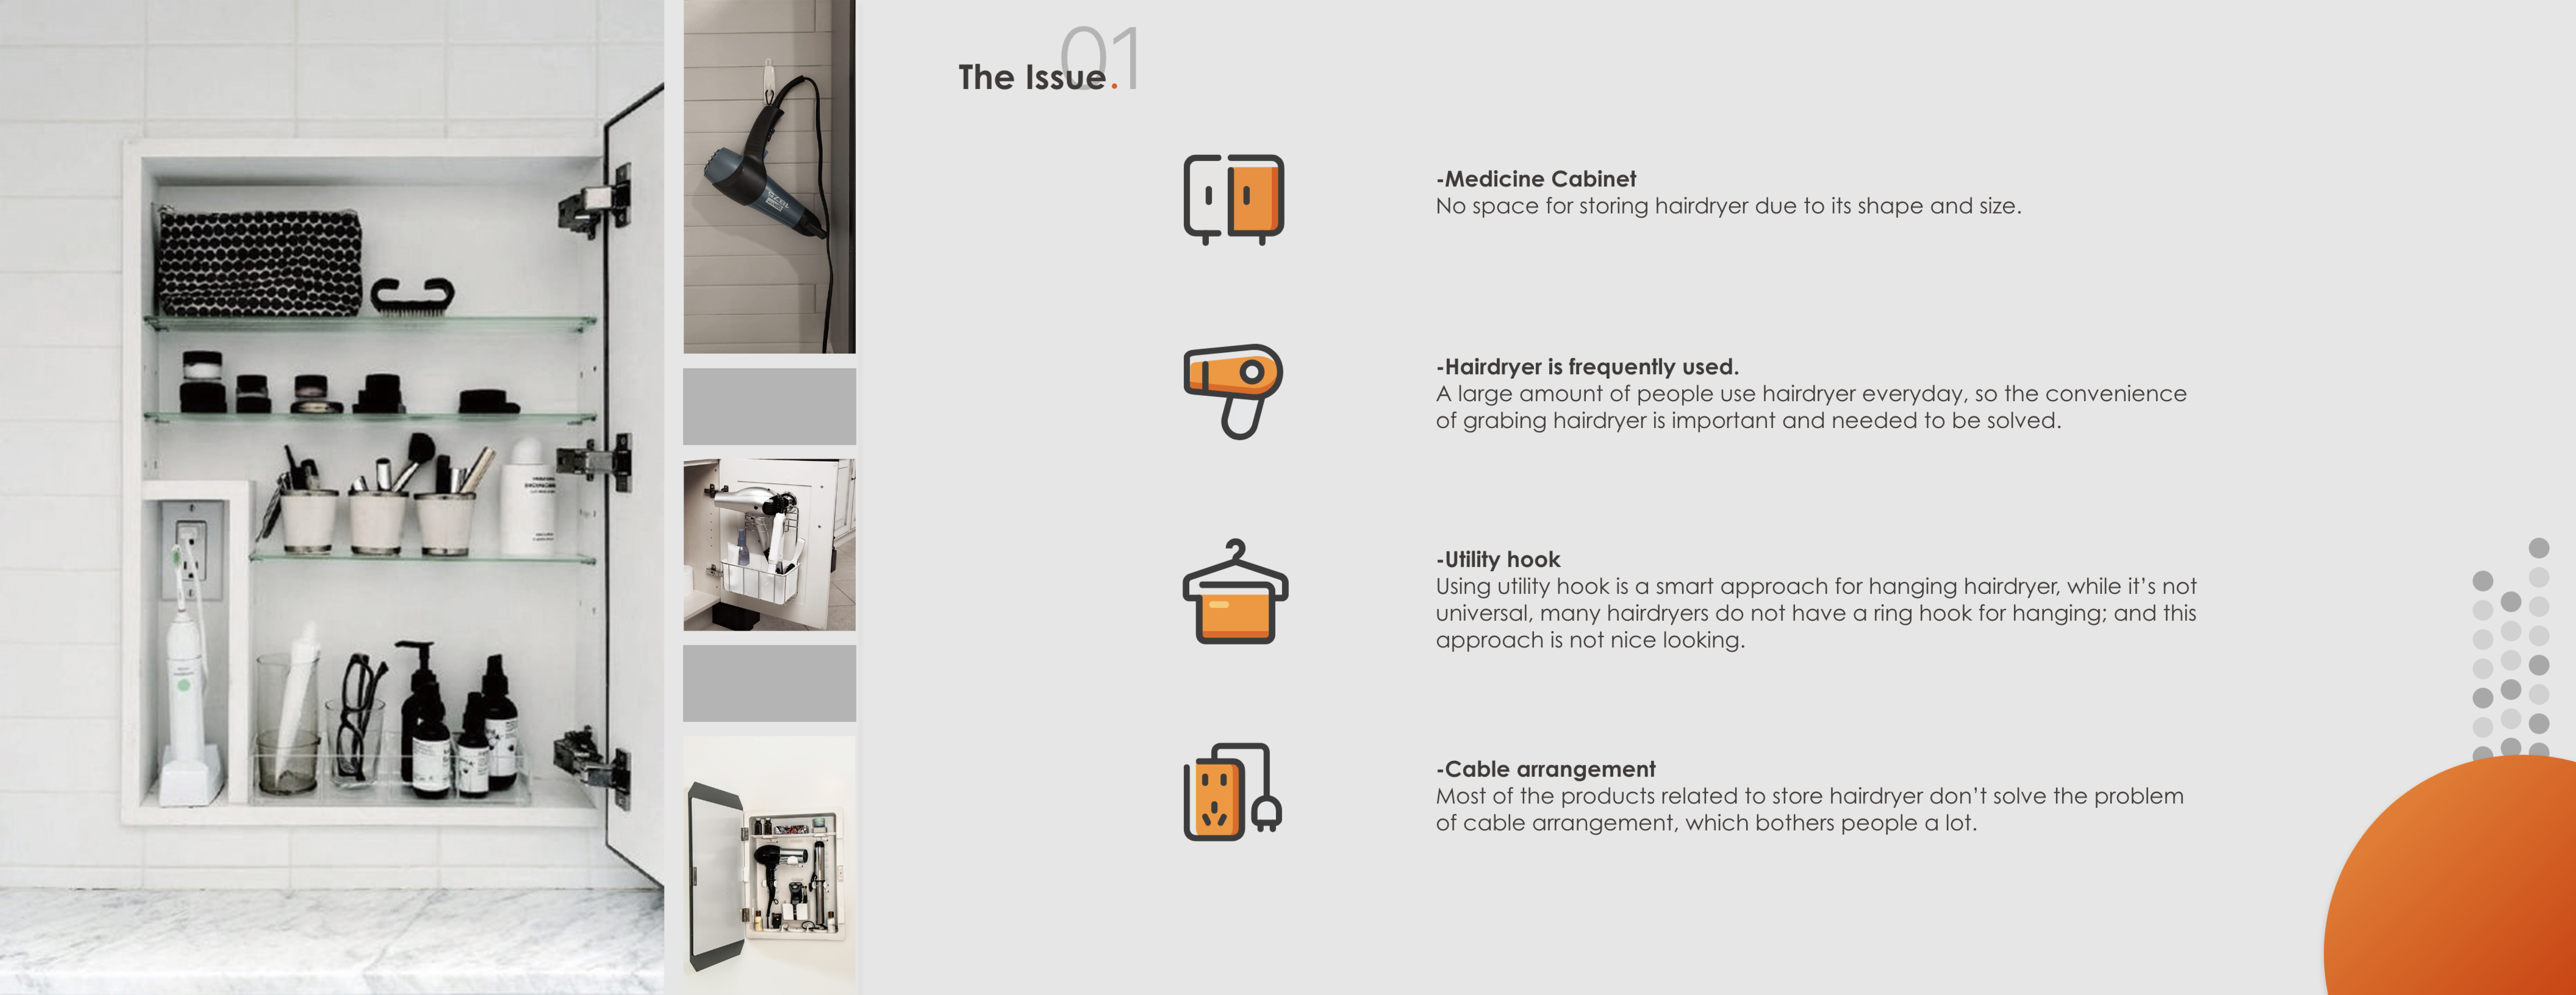 01
The Issue.
-Medicine Cabinet
No space for storing hairdryer due to its shape and size.
-Hairdryer is frequently used.
A large amount of people use hairdryer everyday, so the convenience
of grabing hairdryer is important and needed to be solved.
-Utility hook
Using utility hook is a smart approach for hanging hairdryer, while it's not
universal, many hairdryers do not have a ring hook for hanging; and this
approach is not nice looking.
-Cable arrangement
Most of the products related to store hairdryer don't solve the problem
of cable arrangement, which bothers people a lot.